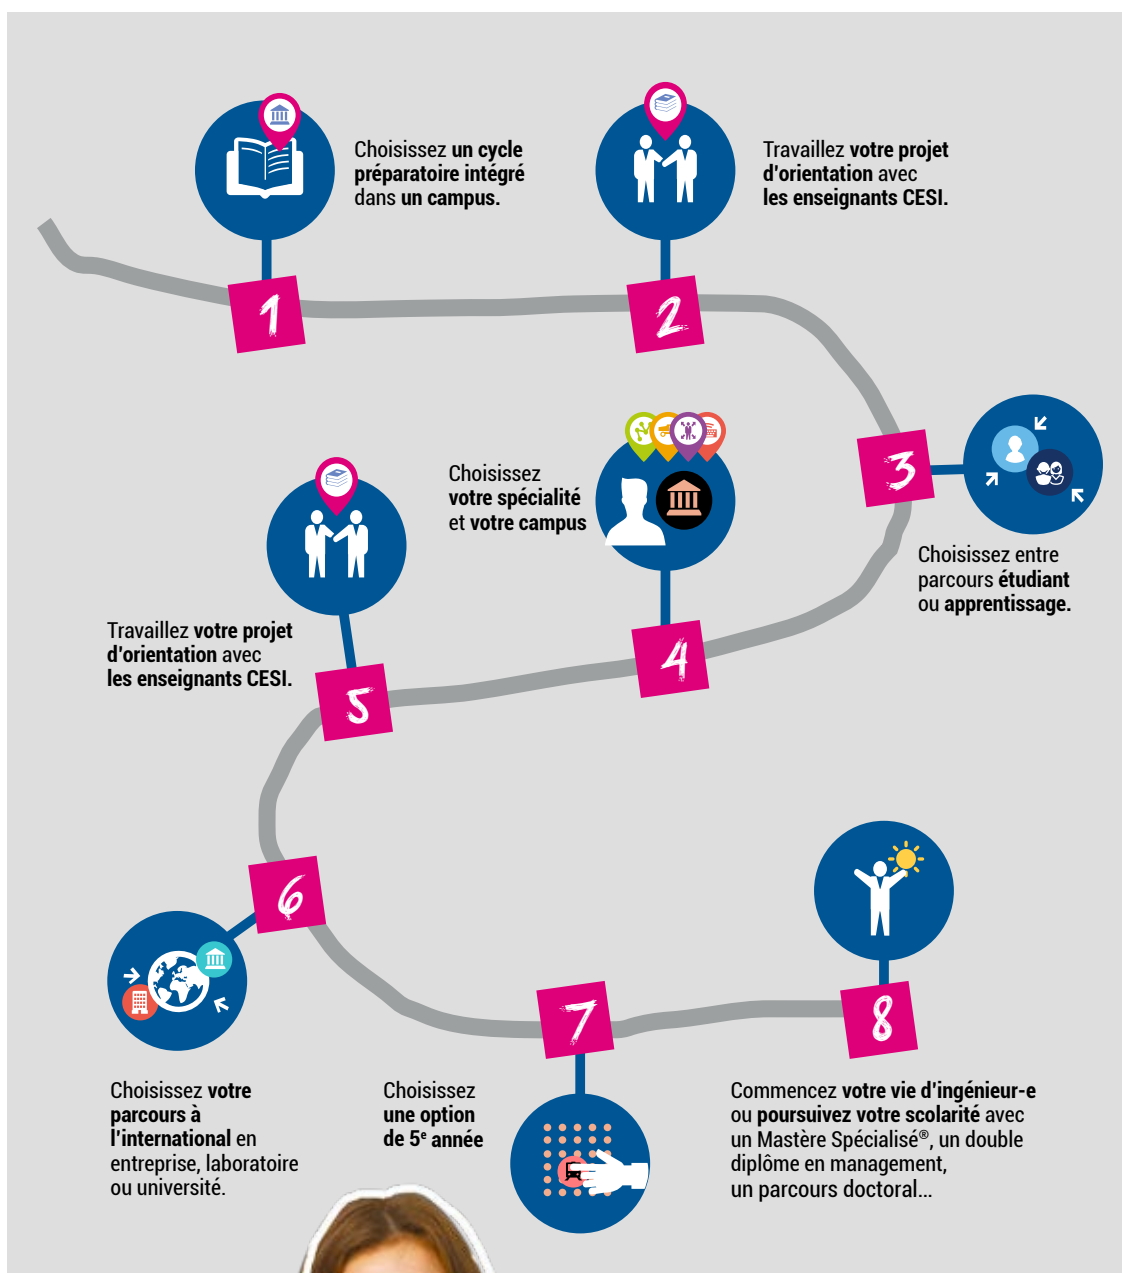 1
Choisissez un cycle
préparatoire intégré
dans un campus.
2
Travaillez votre projet
d'orientation avec
les enseignants CESI.
3
Choisissez entre
parcours étudiant
ou apprentissage.
4
Choisissez
votre spécialité
et votre campus
5
Travaillez votre projet
d'orientation avec
les enseignants CESI.
6
Choisissez votre
parcours à
l'international en
entreprise, laboratoire
ou université.
7
Choisissez
une option
de 5e année
8
Commencez votre vie d'ingénieur-e
ou poursuivez votre scolarité avec
un Mastère Spécialisé®, un double
diplôme en management,
un parcours doctoral...